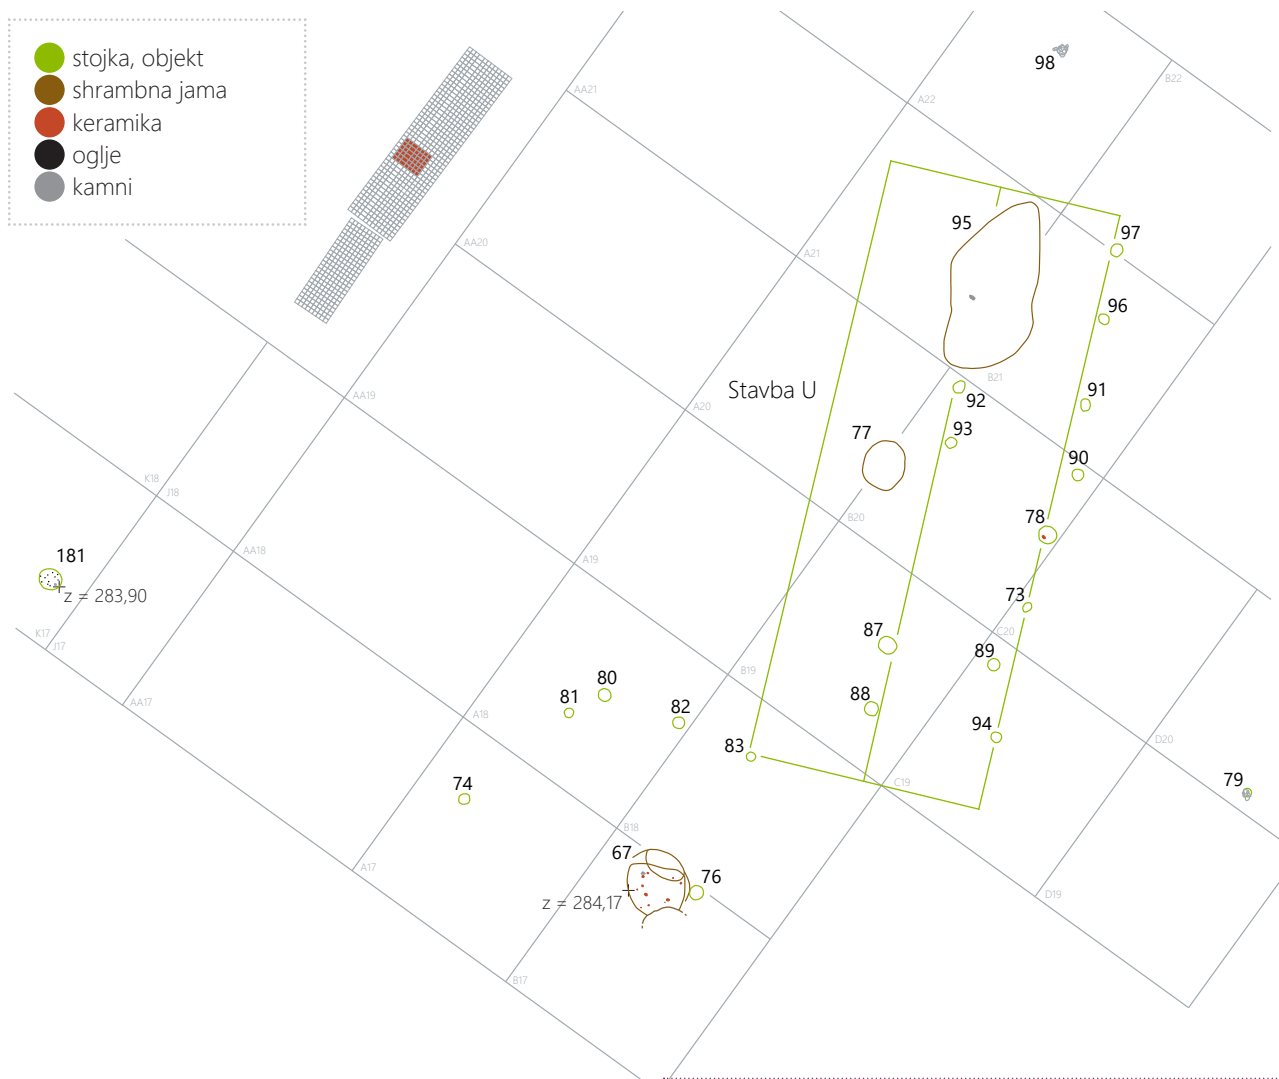 stojka, objekt
shrambna jama
keramika
oglje
kamni
98
B22
AA21
A22
95
97
AA20
A21
96
Stavba U
B21
91
92
AA19
A20
93
77
90
K18
J18
B20
78
AA18
181
A19
z = 283,90
73
K17
J17
C20
87
89
B19
80
88
81
82
AA17
A18
94
D20
83
74
C19
79
B18
67
A17
76
z = 284,17
D19
B17